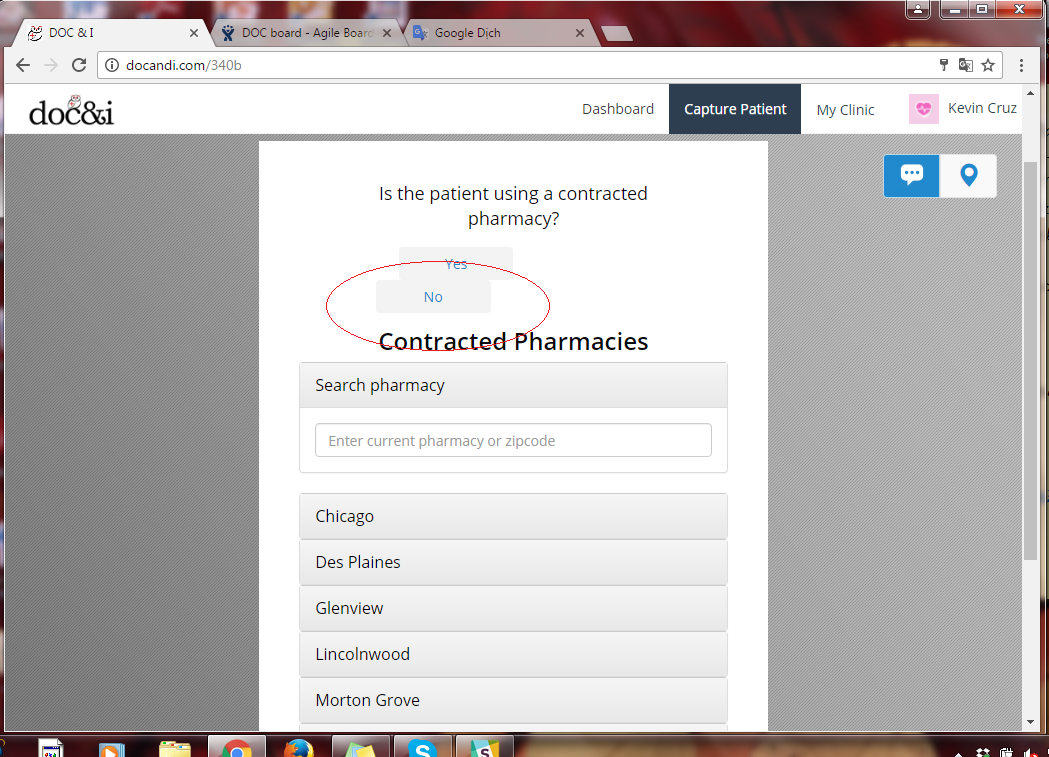 DOC & I
DOC board - Agile Board
Google Dịch
docandi.com/340b
doc&i
Dashboard
Capture Patient
My Clinic
Kevin Cruz
Is the patient using a contracted
pharmacy?
Yes
No
Contracted Pharmacies
Search pharmacy
Enter current pharmacy or zipcode
Chicago
Des Plaines
Glenview
Lincolnwood
Morton Grove